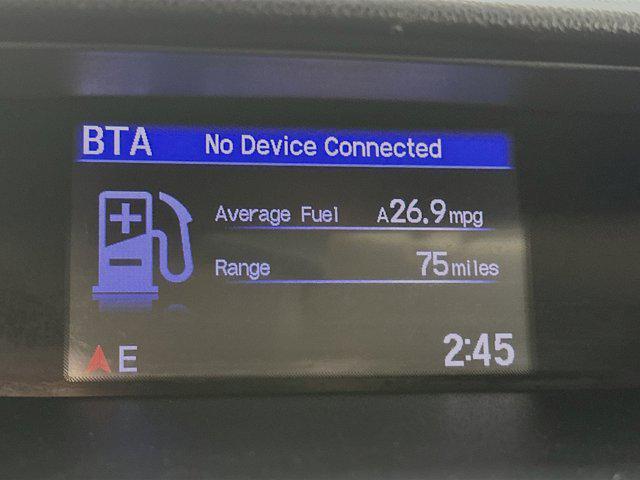 BTA No Device Connected
Average Fuel A26.9mpg
Range 75miles
E 2:45